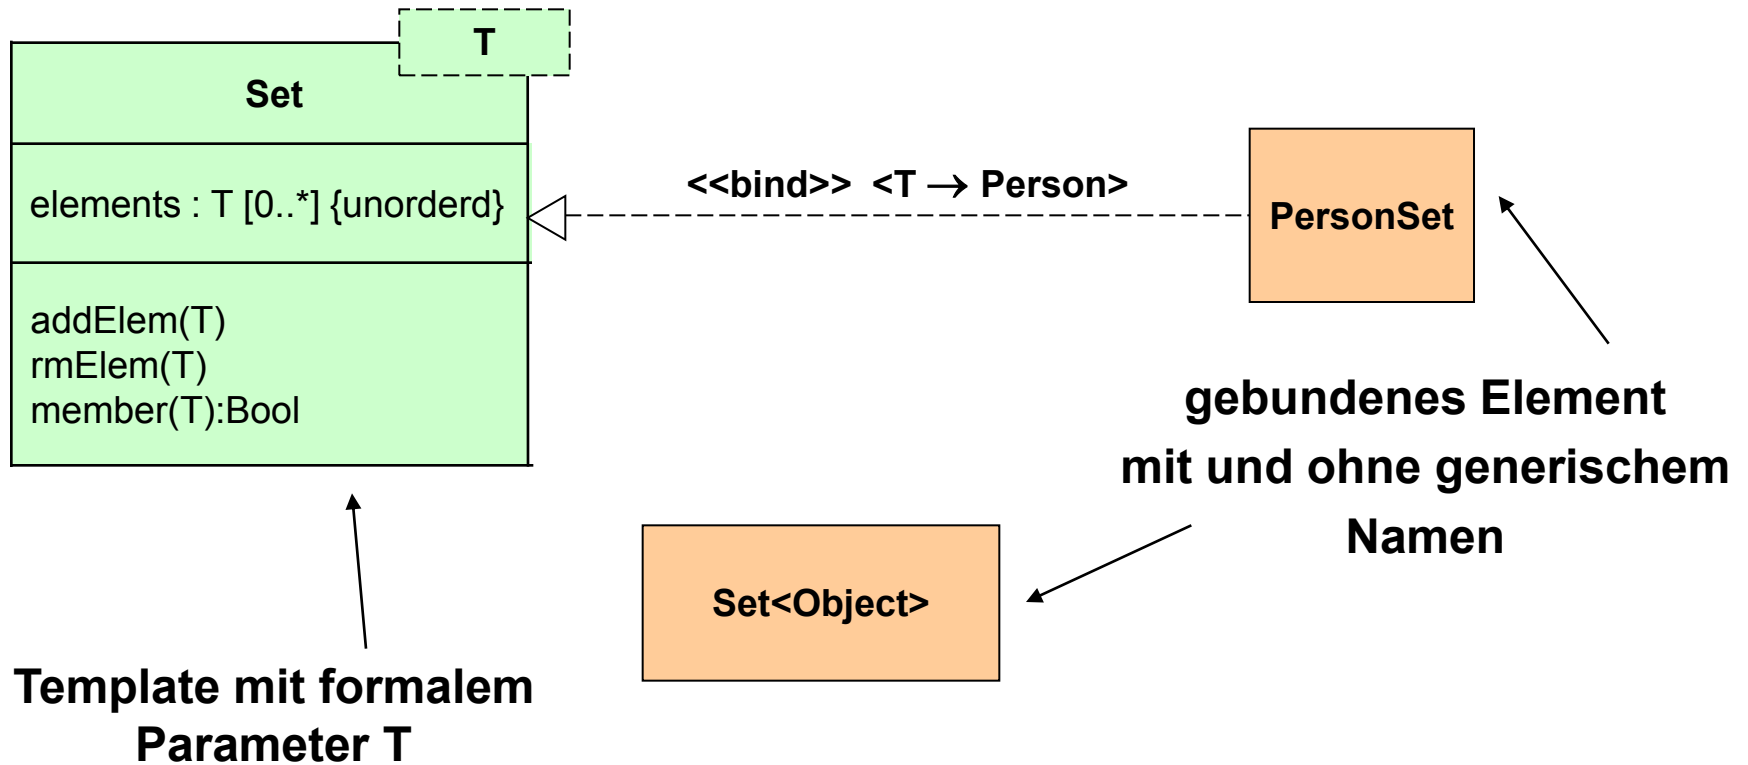 T
Set
elements : T [0..*] {unorderd}
addElem(T)
rmElem(T)
member(T):Bool
<<bind>> <T → Person>
PersonSet
gebundenes Element
mit und ohne generischem
Namen
Set<Object>
Template mit formalem
Parameter T